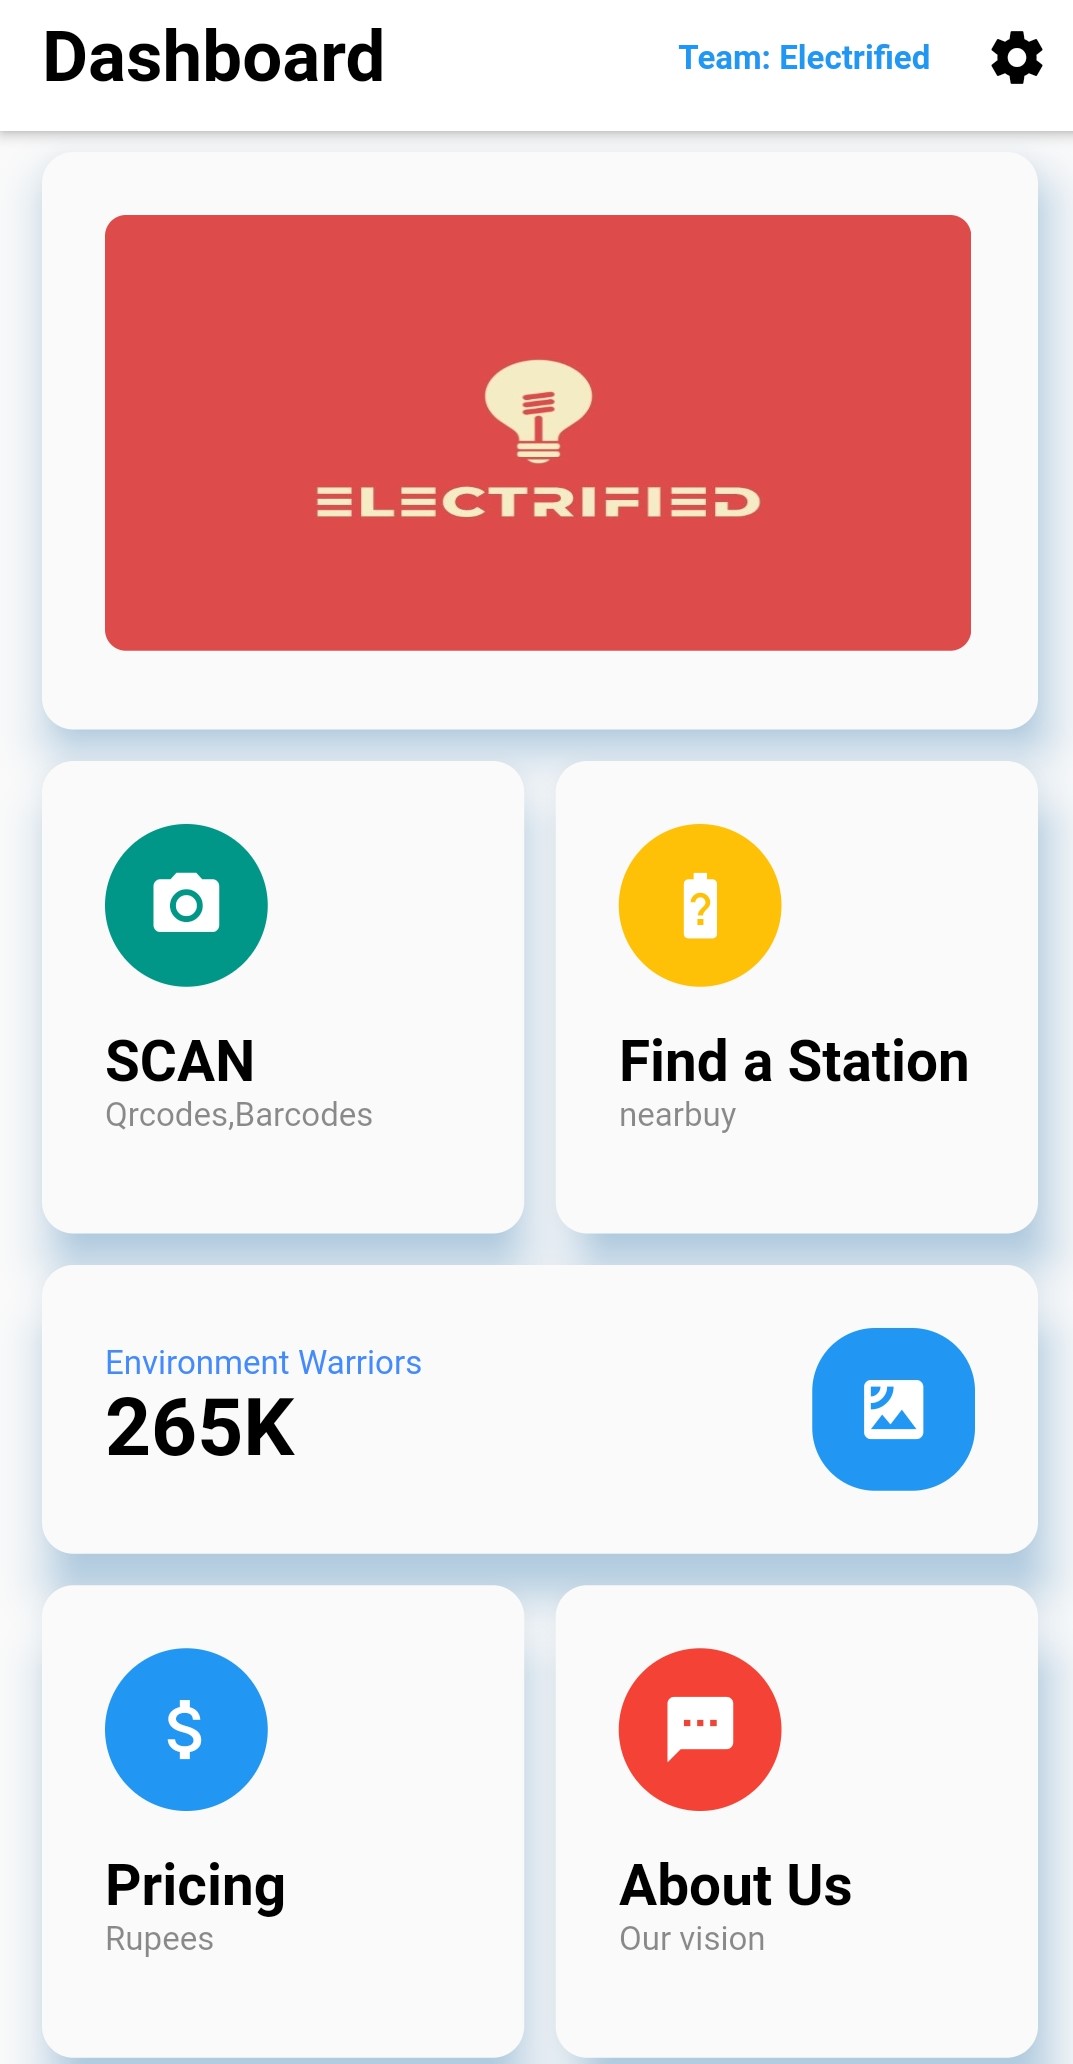 Dashboard
Team: Electrified
ELECTRIFIED
SCAN
Qrcodes,Barcodes
Find a Station
nearbuy
Environment Warriors
265K
$
Pricing
Rupees
About Us
Our vision